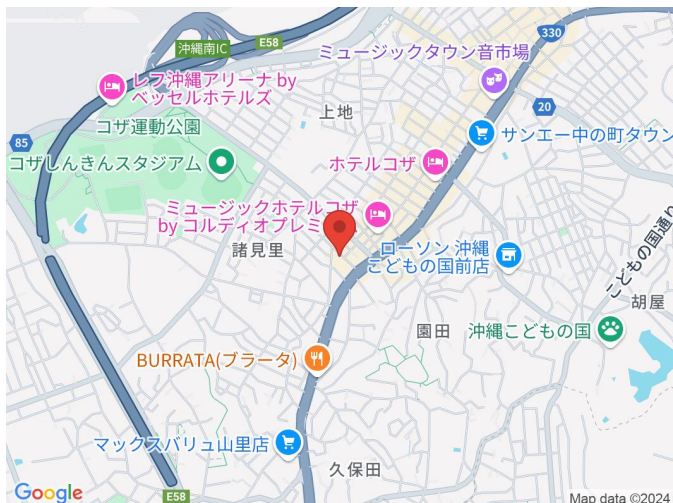 沖縄南IC
E58
330
ミュージックタウン音市場
レフ沖縄アリーナ by
ベッセルホテルズ
上地
20
コザ運動公園
85
サンエー中の町タウン
コザしんきんスタジアム
ホテルコザ
ミュージックホテルコザ
by コルディオプレミ
諸見里
ローソン 沖縄
こどもの国前店
こどもの国通り
胡屋
園田
沖縄こどもの国
BURRATA(ブラータ)
マックスバリュ山里店
久保田
Google
E58
Map data ©2024